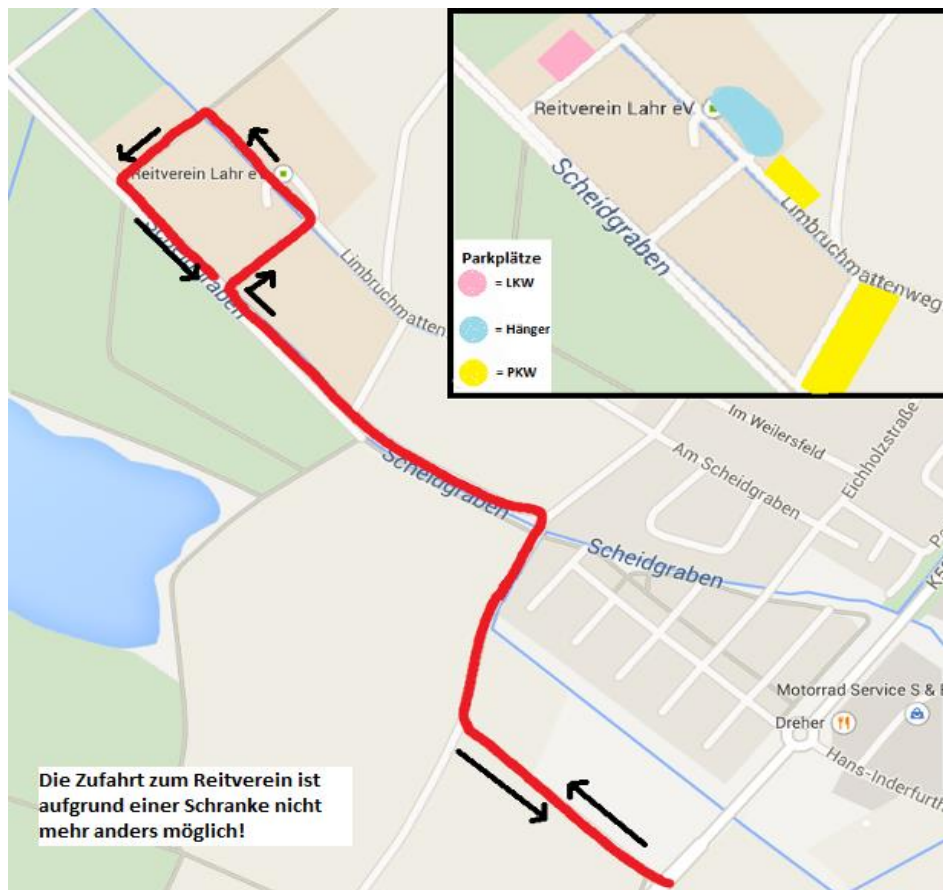 Reitverein Lahr eV
Scheidgraben
Limbruchmattenweg
Parkplätze
= LKW
= Hänger
= PKW
Reitverein Lahr eV
Scheidgraben
Limbruchmatten
Im Weilersfeld
Am Scheidgraben
Eichholzstraße
Scheidgraben
Scheidgraben
Motorrad Service S &
Dreher
Hans-Inderfurth
Die Zufahrt zum Reitverein ist
aufgrund einer Schranke nicht
mehr anders möglich!